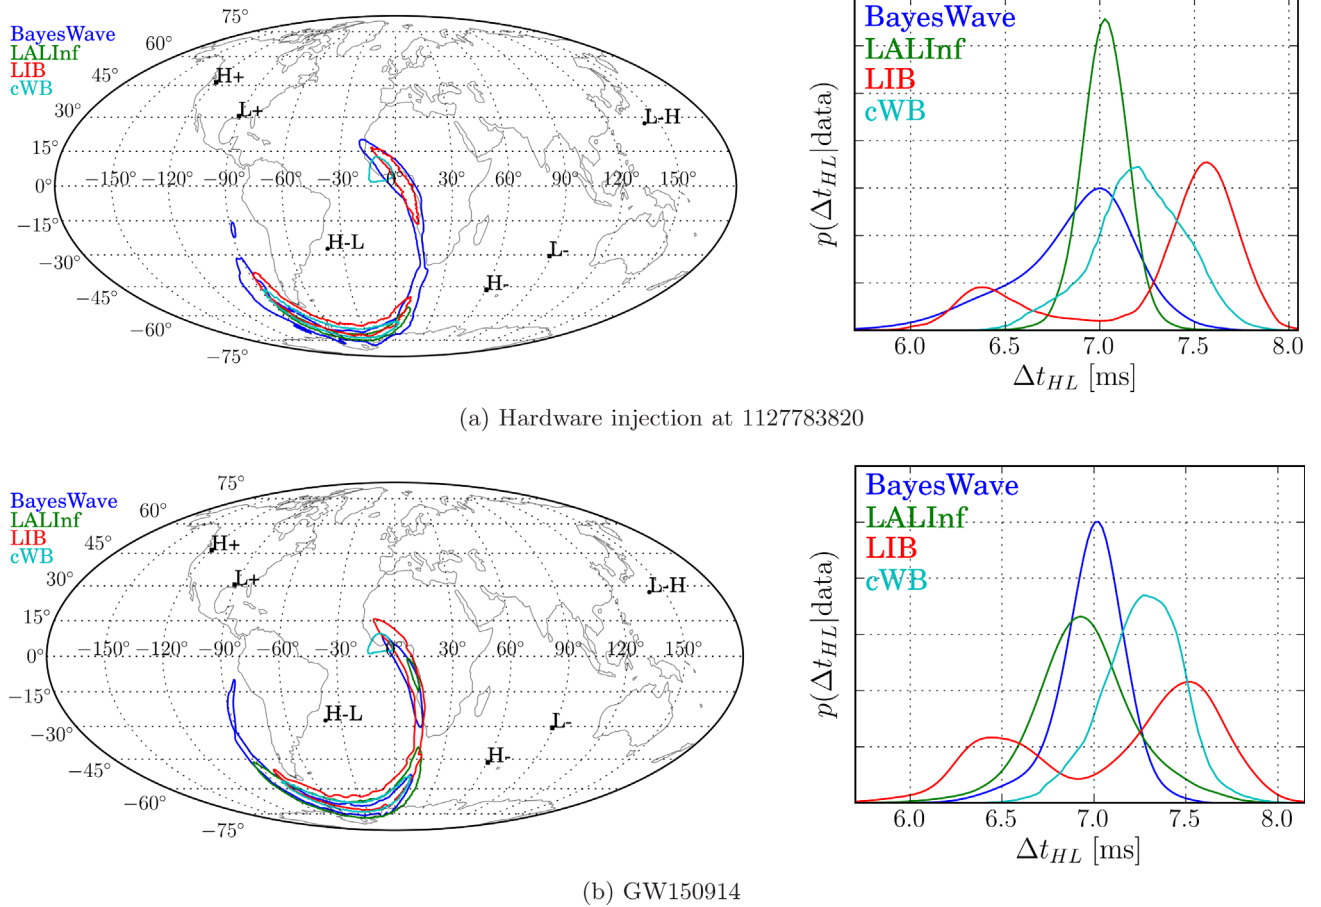 75°
60°
45°
30°
15°
0°
−15°
−30°
−45°
−60°
−75°
BayesWave
LALInf
LIB
cWB
H+
L+
L-H
−150° −120° −90° −60° −30° 0° 30° 60° 90° 120° 150°
H-L
L-
H-
BayesWave
LALInf
LIB
cWB
p(Δt_HL|data)
6.0 6.5 7.0 7.5 8.0
Δt_HL [ms]
(a) Hardware injection at 1127783820
75°
60°
45°
30°
15°
0°
−15°
−30°
−45°
−60°
−75°
BayesWave
LALInf
LIB
cWB
H+
L+
L-H
−150° −120° −90° −60° −30° 0° 30° 60° 90° 120° 150°
H-L
L-
H-
BayesWave
LALInf
LIB
cWB
p(Δt_HL|data)
6.0 6.5 7.0 7.5 8.0
Δt_HL [ms]
(b) GW150914